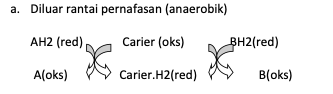 a. Diluar rantai pernafasan (anaerobik)
AH2 (red) Carier (oks) BH2(red)
A(oks) Carier.H2(red) B(oks)